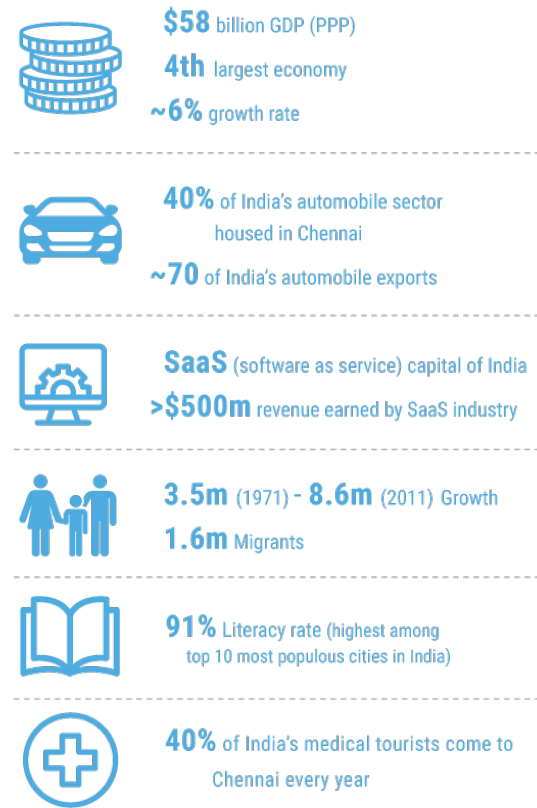 $58 billion GDP (PPP)
4th largest economy
~6% growth rate
40% of India's automobile sector
housed in Chennai
~70 of India's automobile exports
SaaS (software as service) capital of India
>$500m revenue earned by SaaS industry
3.5m (1971) - 8.6m (2011) Growth
1.6m Migrants
91% Literacy rate (highest among
top 10 most populous cities in India)
40% of India's medical tourists come to
Chennai every year